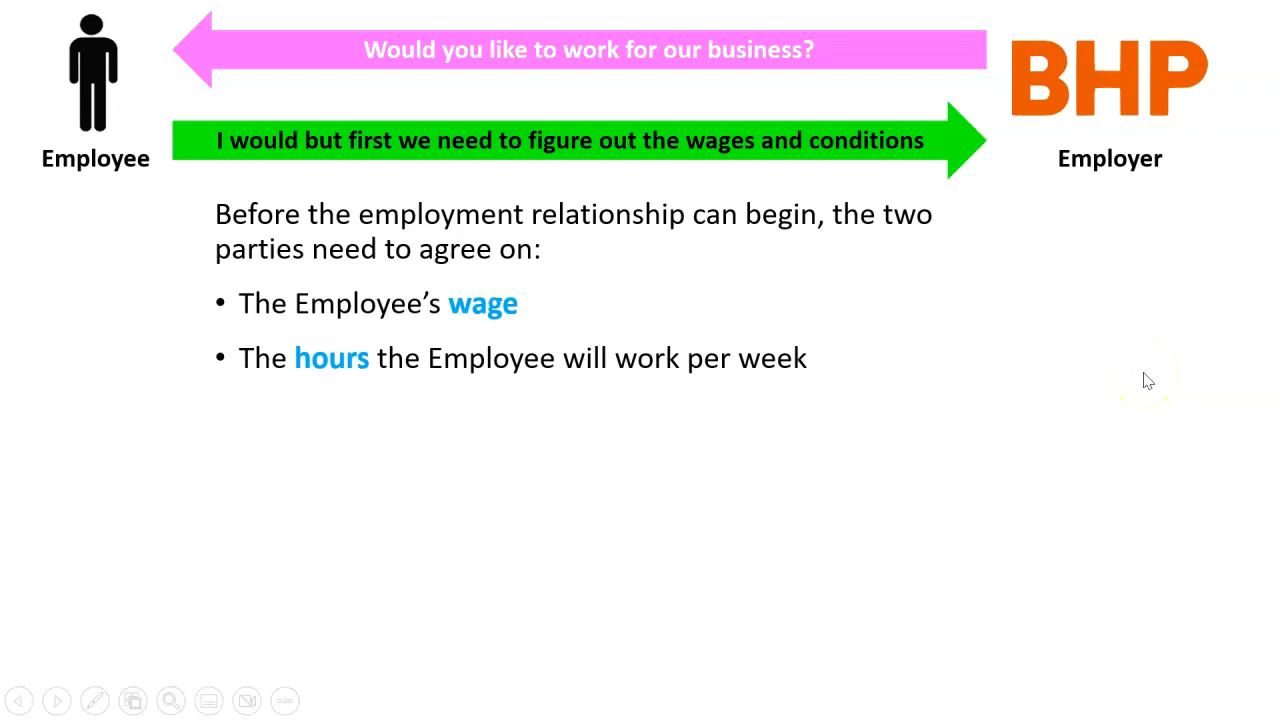 Would you like to work for our business?
BHP
I would but first we need to figure out the wages and conditions
Employee
Employer
Before the employment relationship can begin, the two
parties need to agree on:
• The Employee’s wage
• The hours the Employee will work per week